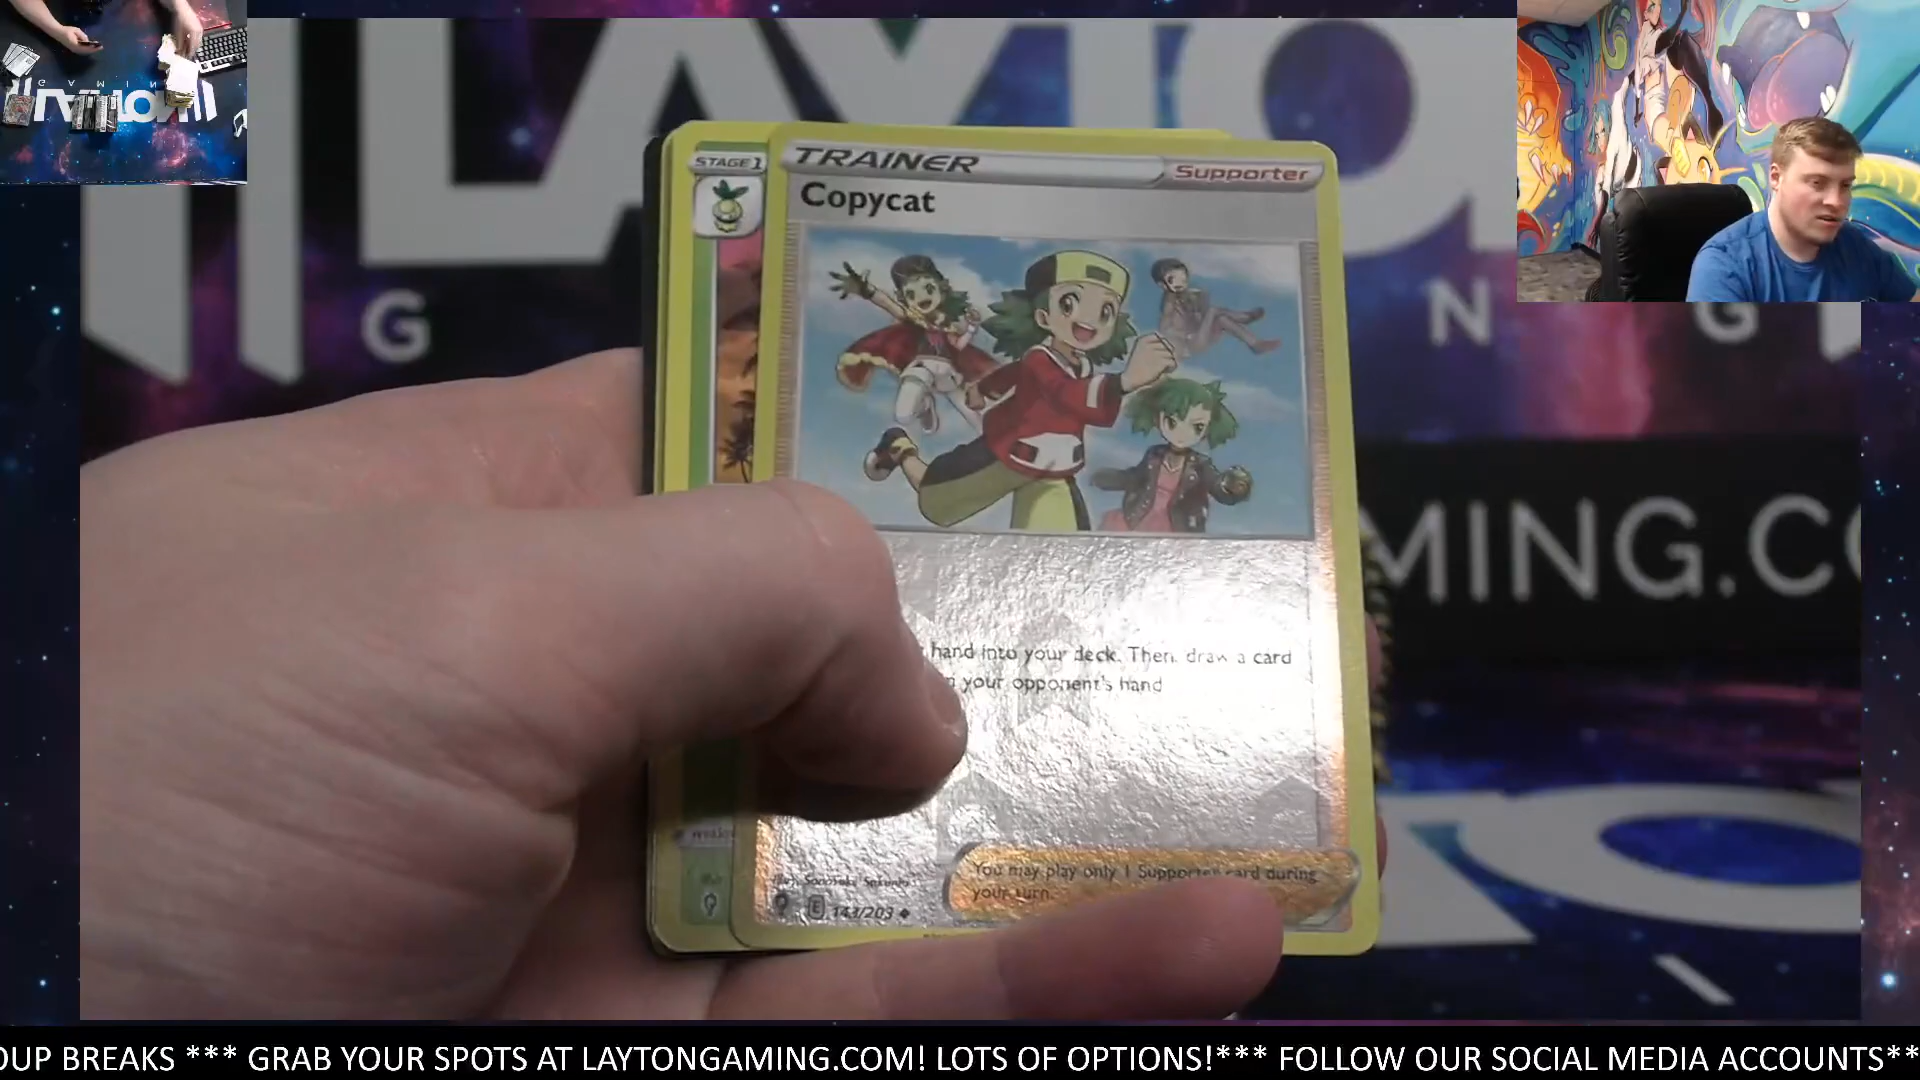 STAGE 1
TRAINER
Supporter
Copycat
G
N
G
MING.CO
hand into your deck. Then draw a card
your opponent's hand
You may play only 1 Supporter card during
your turn.
E 143/203
OUP BREAKS *** GRAB YOUR SPOTS AT LAYTONGAMING.COM! LOTS OF OPTIONS!*** FOLLOW OUR SOCIAL MEDIA ACCOUNTS**